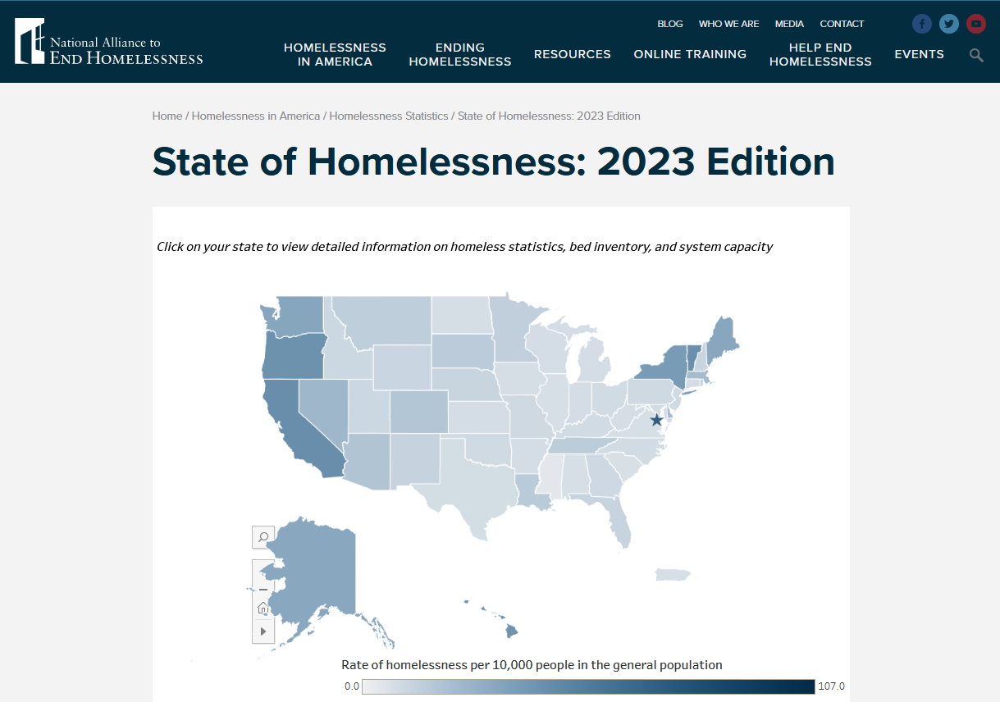 National Alliance to
END HOMELESSNESS
BLOG WHO WE ARE MEDIA CONTACT
HOMELESSNESS
IN AMERICA
ENDING
HOMELESSNESS
RESOURCES
ONLINE TRAINING
HELP END
HOMELESSNESS
EVENTS
Home / Homelessness in America / Homelessness Statistics / State of Homelessness: 2023 Edition
State of Homelessness: 2023 Edition
Click on your state to view detailed information on homeless statistics, bed inventory, and system capacity
Rate of homelessness per 10,000 people in the general population
0.0 107.0